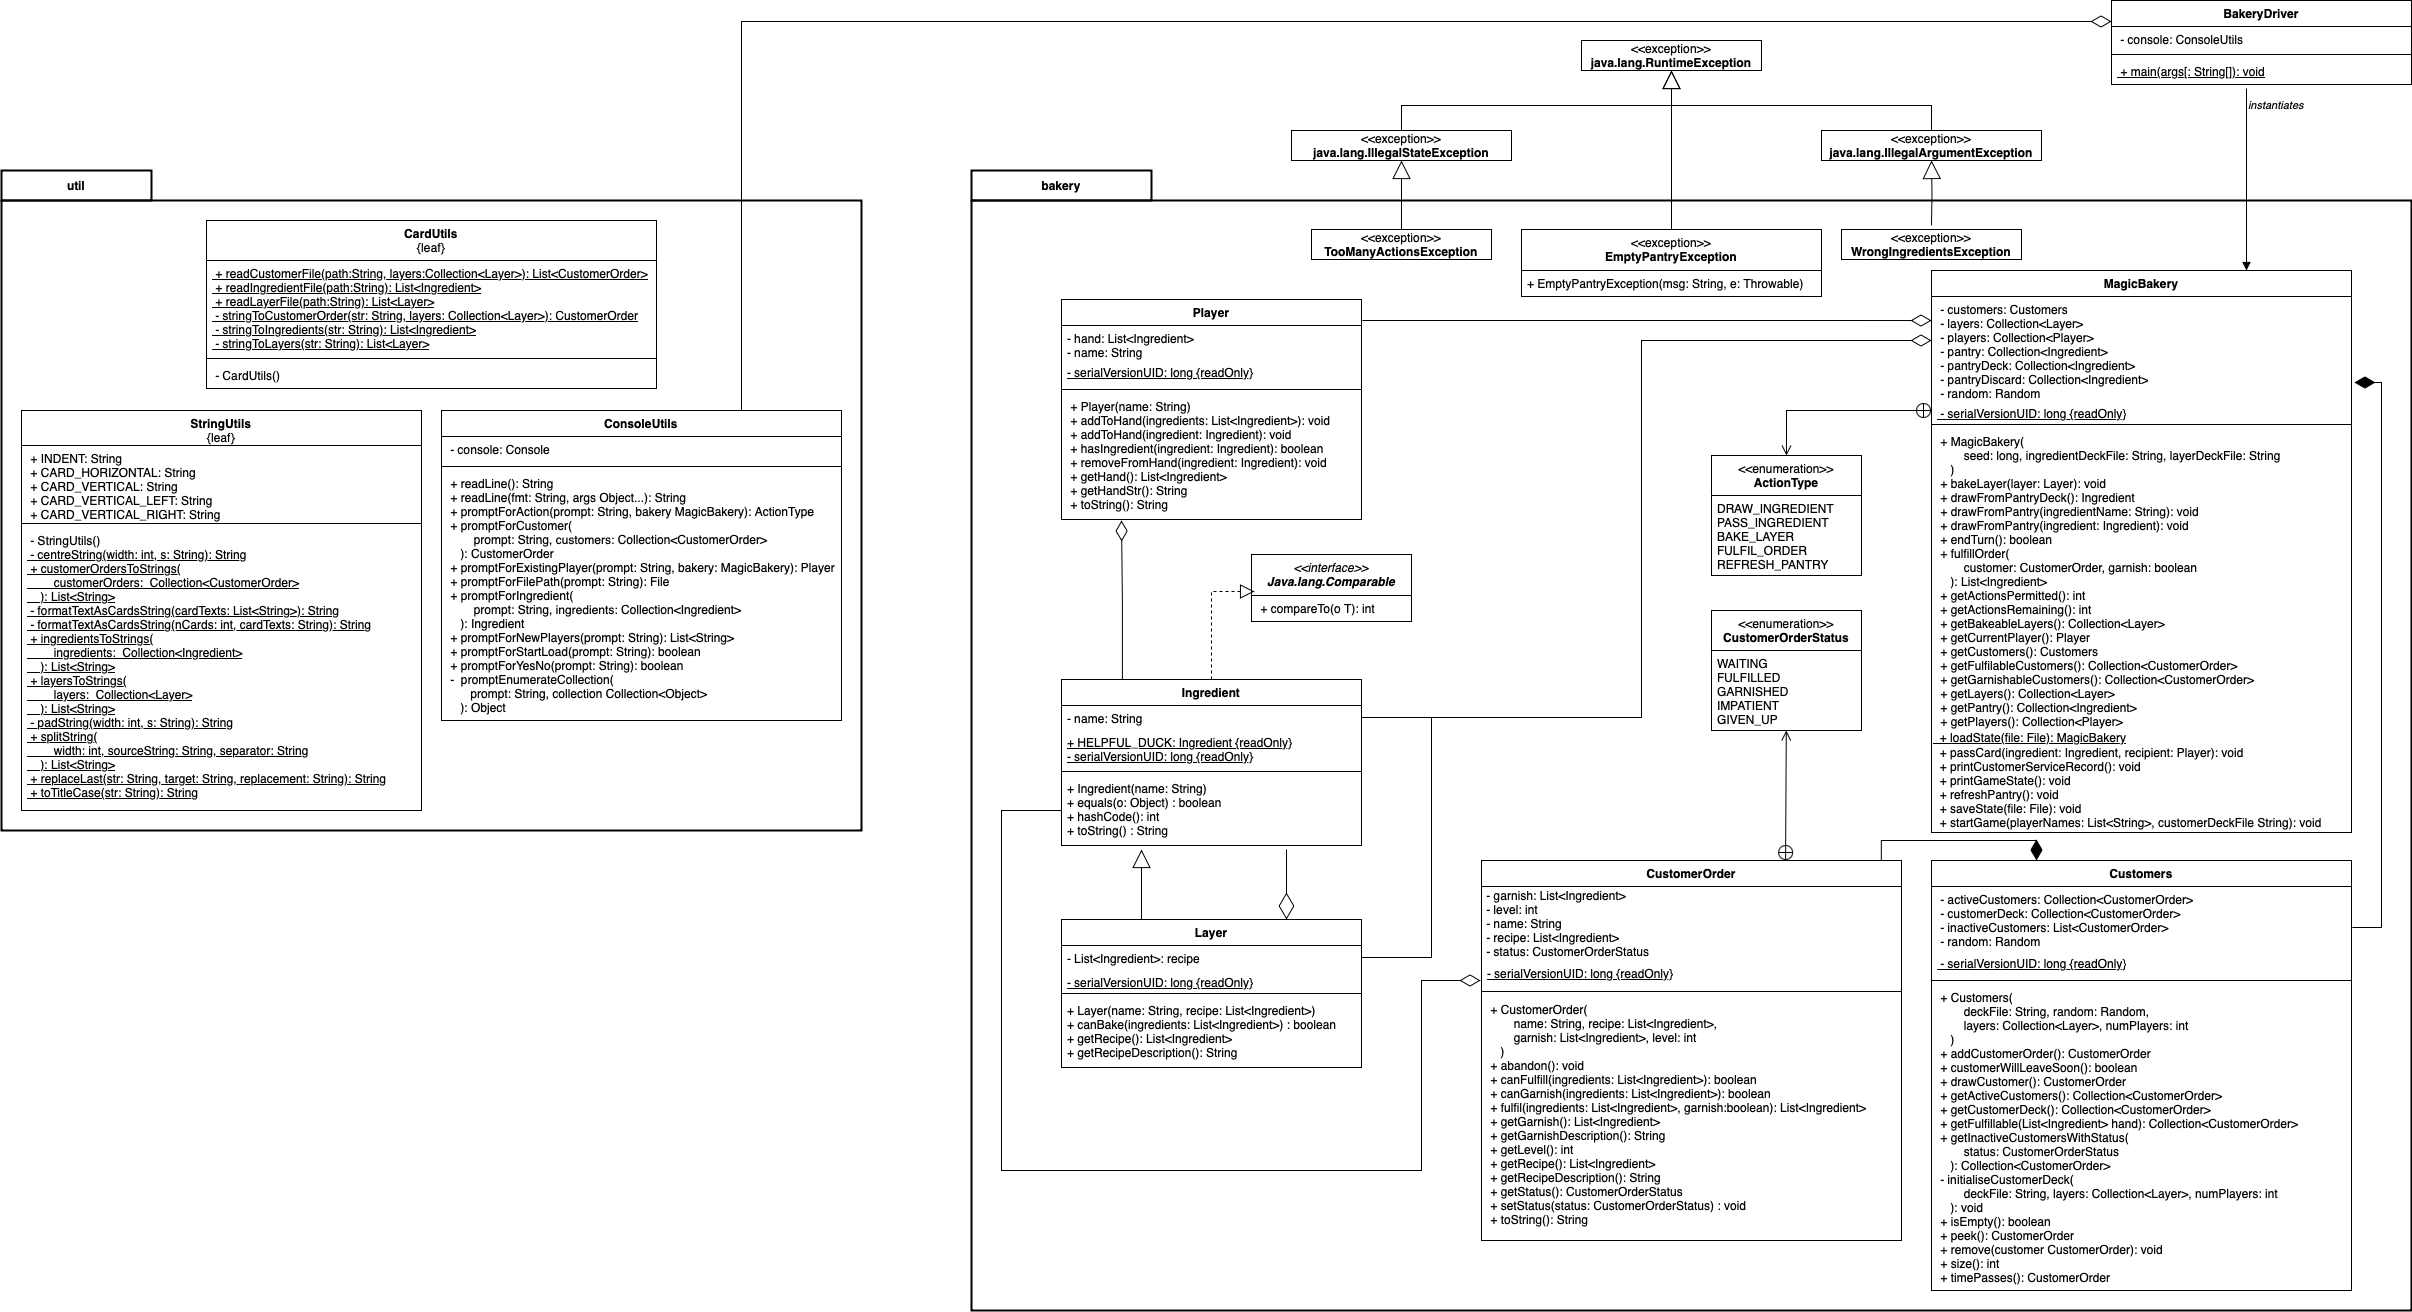 BakeryDriver
- console: ConsoleUtils
+ main(args[: String[]): void
instantiates
<<exception>>
java.lang.RuntimeException
<<exception>>
java.lang.IllegalStateException
<<exception>>
java.lang.IllegalArgumentException
util
CardUtils
{leaf}
+ readCustomerFile(path:String, layers:Collection<Layer>): List<CustomerOrder>
+ readIngredientFile(path:String): List<Ingredient>
+ readLayerFile(path:String): List<Layer>
- stringToCustomerOrder(str: String, layers: Collection<Layer>): CustomerOrder
- stringToIngredients(str: String): List<Ingredient>
- stringToLayers(str: String): List<Layer>
- CardUtils()
StringUtils
{leaf}
+ INDENT: String
+ CARD_HORIZONTAL: String
+ CARD_VERTICAL: String
+ CARD_VERTICAL_LEFT: String
+ CARD_VERTICAL_RIGHT: String
- StringUtils()
- centreString(width: int, s: String): String
+ customerOrdersToStrings(
customerOrders: Collection<CustomerOrder>
): List<String>
- formatTextAsCardsString(cardTexts: List<String>): String
- formatTextAsCardsString(nCards: int, cardTexts: String): String
+ ingredientsToStrings(
ingredients: Collection<Ingredient>
): List<String>
+ layersToStrings(
layers: Collection<Layer>
): List<String>
- padString(width: int, s: String): String
+ splitString(
width: int, sourceString: String, separator: String
): List<String>
+ replaceLast(str: String, target: String, replacement: String): String
+ toTitleCase(str: String): String
ConsoleUtils
- console: Console
+ readLine(): String
+ readLine(fmt: String, args Object...): String
+ promptForAction(prompt: String, bakery MagicBakery): ActionType
+ promptForCustomer(
prompt: String, customers: Collection<CustomerOrder>
): CustomerOrder
+ promptForExistingPlayer(prompt: String, bakery: MagicBakery): Player
+ promptForFilePath(prompt: String): File
+ promptForIngredient(
prompt: String, ingredients: Collection<Ingredient>
): Ingredient
+ promptForNewPlayers(prompt: String): List<String>
+ promptForStartLoad(prompt: String): boolean
+ promptForYesNo(prompt: String): boolean
- promptEnumerateCollection(
prompt: String, collection Collection<Object>
): Object
bakery
<<exception>>
TooManyActionsException
<<exception>>
EmptyPantryException
+ EmptyPantryException(msg: String, e: Throwable)
<<exception>>
WrongIngredientsException
Player
- hand: List<Ingredient>
- name: String
- serialVersionUID: long {readOnly}
+ Player(name: String)
+ addToHand(ingredients: List<Ingredient>): void
+ addToHand(ingredient: Ingredient): void
+ hasIngredient(ingredient: Ingredient): boolean
+ removeFromHand(ingredient: Ingredient): void
+ getHand(): List<Ingredient>
+ getHandStr(): String
+ toString(): String
<<interface>>
Java.lang.Comparable
+ compareTo(o T): int
Ingredient
- name: String
+ HELPFUL_DUCK: Ingredient {readOnly}
- serialVersionUID: long {readOnly}
+ Ingredient(name: String)
+ equals(o: Object) : boolean
+ hashCode(): int
+ toString() : String
Layer
- List<Ingredient>: recipe
- serialVersionUID: long {readOnly}
+ Layer(name: String, recipe: List<Ingredient>)
+ canBake(ingredients: List<Ingredient>) : boolean
+ getRecipe(): List<Ingredient>
+ getRecipeDescription(): String
<<enumeration>>
ActionType
DRAW_INGREDIENT
PASS_INGREDIENT
BAKE_LAYER
FULFIL_ORDER
REFRESH_PANTRY
<<enumeration>>
CustomerOrderStatus
WAITING
FULFILLED
GARNISHED
IMPATIENT
GIVEN_UP
MagicBakery
- customers: Customers
- layers: Collection<Layer>
- players: Collection<Player>
- pantry: Collection<Ingredient>
- pantryDeck: Collection<Ingredient>
- pantryDiscard: Collection<Ingredient>
- random: Random
- serialVersionUID: long {readOnly}
+ MagicBakery(
seed: long, ingredientDeckFile: String, layerDeckFile: String
)
+ bakeLayer(layer: Layer): void
+ drawFromPantryDeck(): Ingredient
+ drawFromPantry(ingredientName: String): void
+ drawFromPantry(ingredient: Ingredient): void
+ endTurn(): boolean
+ fulfillOrder(
customer: CustomerOrder, garnish: boolean
): List<Ingredient>
+ getActionsPermitted(): int
+ getActionsRemaining(): int
+ getBakeableLayers(): Collection<Layer>
+ getCurrentPlayer(): Player
+ getCustomers(): Customers
+ getFulfilableCustomers(): Collection<CustomerOrder>
+ getGarnishableCustomers(): Collection<CustomerOrder>
+ getLayers(): Collection<Layer>
+ getPantry(): Collection<Ingredient>
+ getPlayers(): Collection<Player>
+ loadState(file: File): MagicBakery
+ passCard(ingredient: Ingredient, recipient: Player): void
+ printCustomerServiceRecord(): void
+ printGameState(): void
+ refreshPantry(): void
+ saveState(file: File): void
+ startGame(playerNames: List<String>, customerDeckFile String): void
CustomerOrder
- garnish: List<Ingredient>
- level: int
- name: String
- recipe: List<Ingredient>
- status: CustomerOrderStatus
- serialVersionUID: long {readOnly}
+ CustomerOrder(
name: String, recipe: List<Ingredient>,
garnish: List<Ingredient>, level: int
)
+ abandon(): void
+ canFulfill(ingredients: List<Ingredient>): boolean
+ canGarnish(ingredients: List<Ingredient>): boolean
+ fulfil(ingredients: List<Ingredient>, garnish:boolean): List<Ingredient>
+ getGarnish(): List<Ingredient>
+ getGarnishDescription(): String
+ getLevel(): int
+ getRecipe(): List<Ingredient>
+ getRecipeDescription(): String
+ getStatus(): CustomerOrderStatus
+ setStatus(status: CustomerOrderStatus) : void
+ toString(): String
Customers
- activeCustomers: Collection<CustomerOrder>
- customerDeck: Collection<CustomerOrder>
- inactiveCustomers: List<CustomerOrder>
- random: Random
- serialVersionUID: long {readOnly}
+ Customers(
deckFile: String, random: Random,
layers: Collection<Layer>, numPlayers: int
)
+ addCustomerOrder(): CustomerOrder
+ customerWillLeaveSoon(): boolean
+ drawCustomer(): CustomerOrder
+ getActiveCustomers(): Collection<CustomerOrder>
+ getCustomerDeck(): Collection<CustomerOrder>
+ getFulfillable(List<Ingredient> hand): Collection<CustomerOrder>
+ getInactiveCustomersWithStatus(
status: CustomerOrderStatus
): Collection<CustomerOrder>
- initialiseCustomerDeck(
deckFile: String, layers: Collection<Layer>, numPlayers: int
): void
+ isEmpty(): boolean
+ peek(): CustomerOrder
+ remove(customer CustomerOrder): void
+ size(): int
+ timePasses(): CustomerOrder